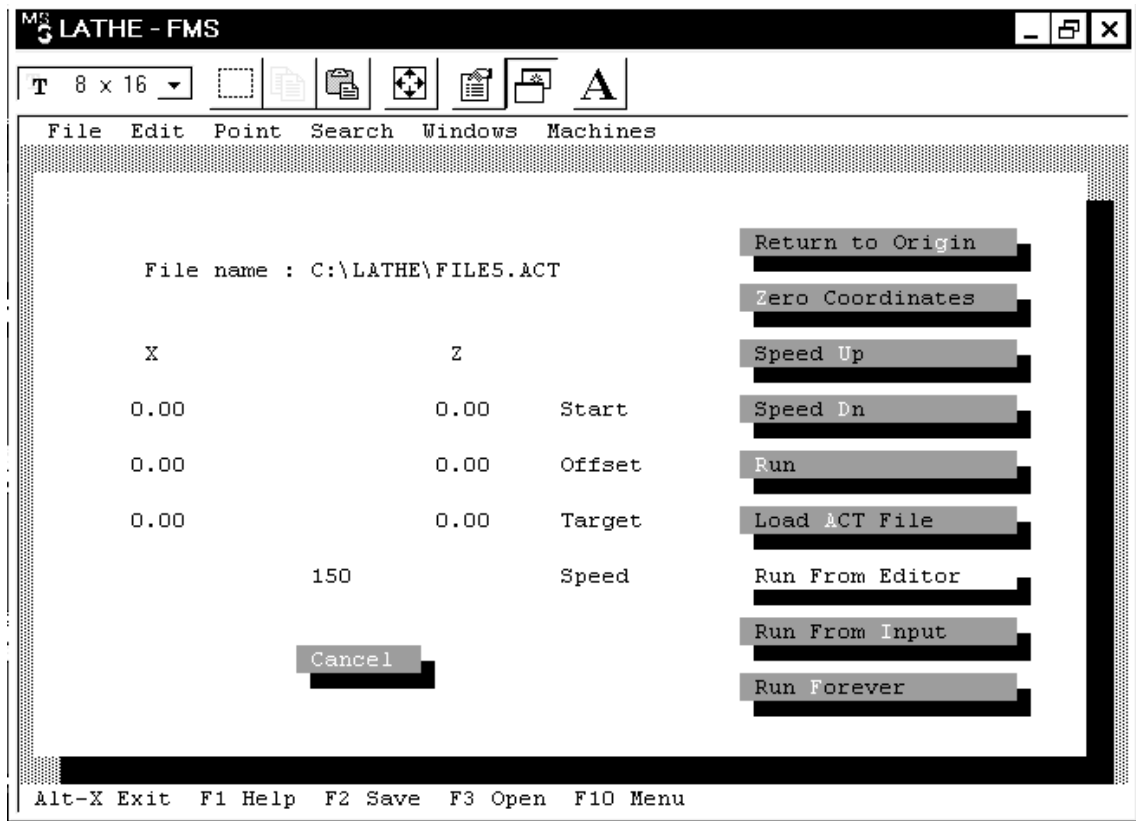 LATHE - FMS
T 8 x 16
A
File Edit Point Search Windows Machines
File name : C:\LATHE\FILE5.ACT
X Z
0.00 0.00 Start
0.00 0.00 Offset
0.00 0.00 Target
150 Speed
Cancel
Return to Origin
Zero Coordinates
Speed Up
Speed Dn
Run
Load ACT File
Run From Editor
Run From Input
Run Forever
Alt-X Exit F1 Help F2 Save F3 Open F10 Menu